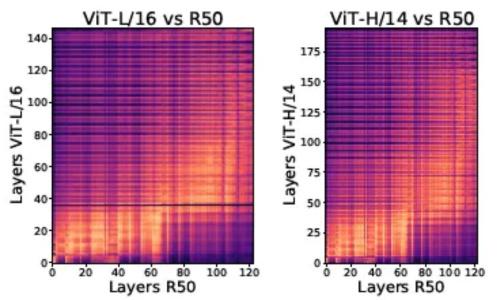 ViT-L/16 vs R50
140
120
100
80
60
40
20
0
Layers ViT-L/16
0 20 40 60 80 100 120
Layers R50
ViT-H/14 vs R50
175
150
125
100
75
50
25
0
Layers ViT-H/14
0 20 40 60 80 100 120
Layers R50